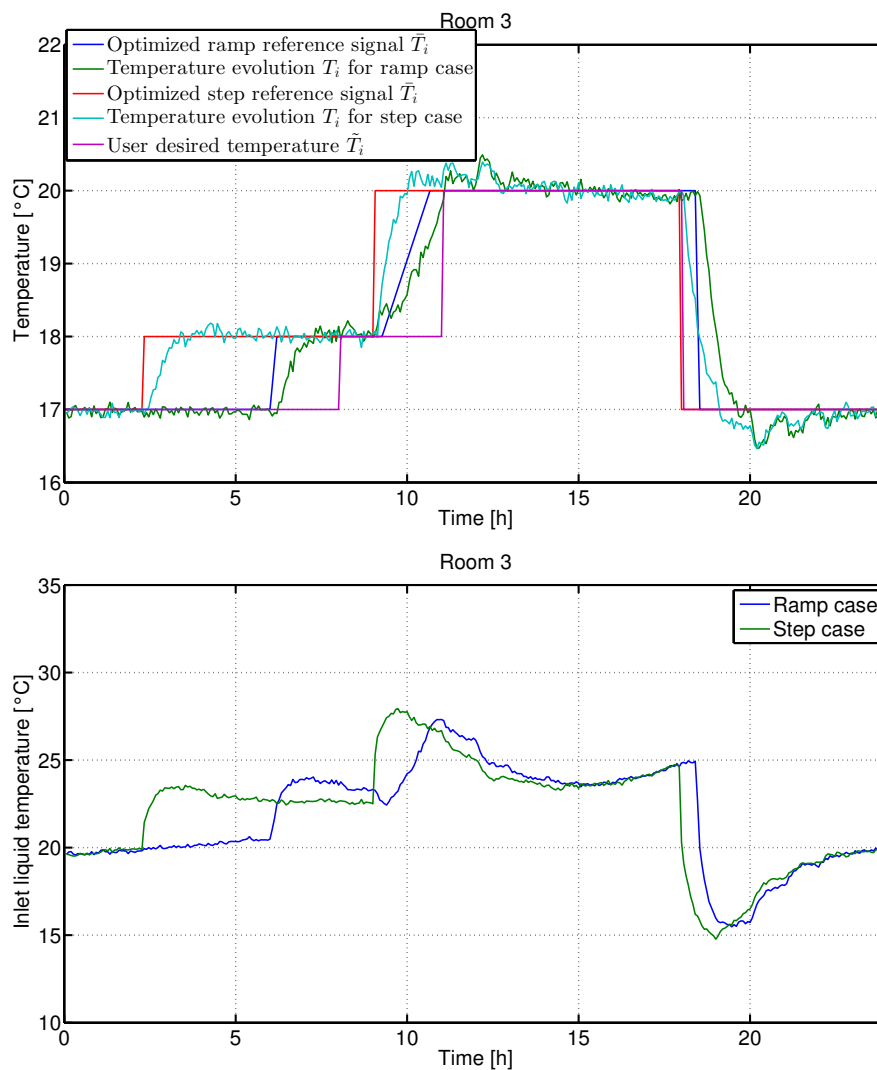 Room 3
22
21
20
19
18
17
16
Temperature [°C]
Optimized ramp reference signal T̄ᵢ
Temperature evolution Tᵢ for ramp case
Optimized step reference signal T̄ᵢ
Temperature evolution Tᵢ for step case
User desired temperature T̃ᵢ
0 5 10 15 20
Time [h]
Room 3
35
30
25
20
15
10
Inlet liquid temperature [°C]
Ramp case
Step case
0 5 10 15 20
Time [h]